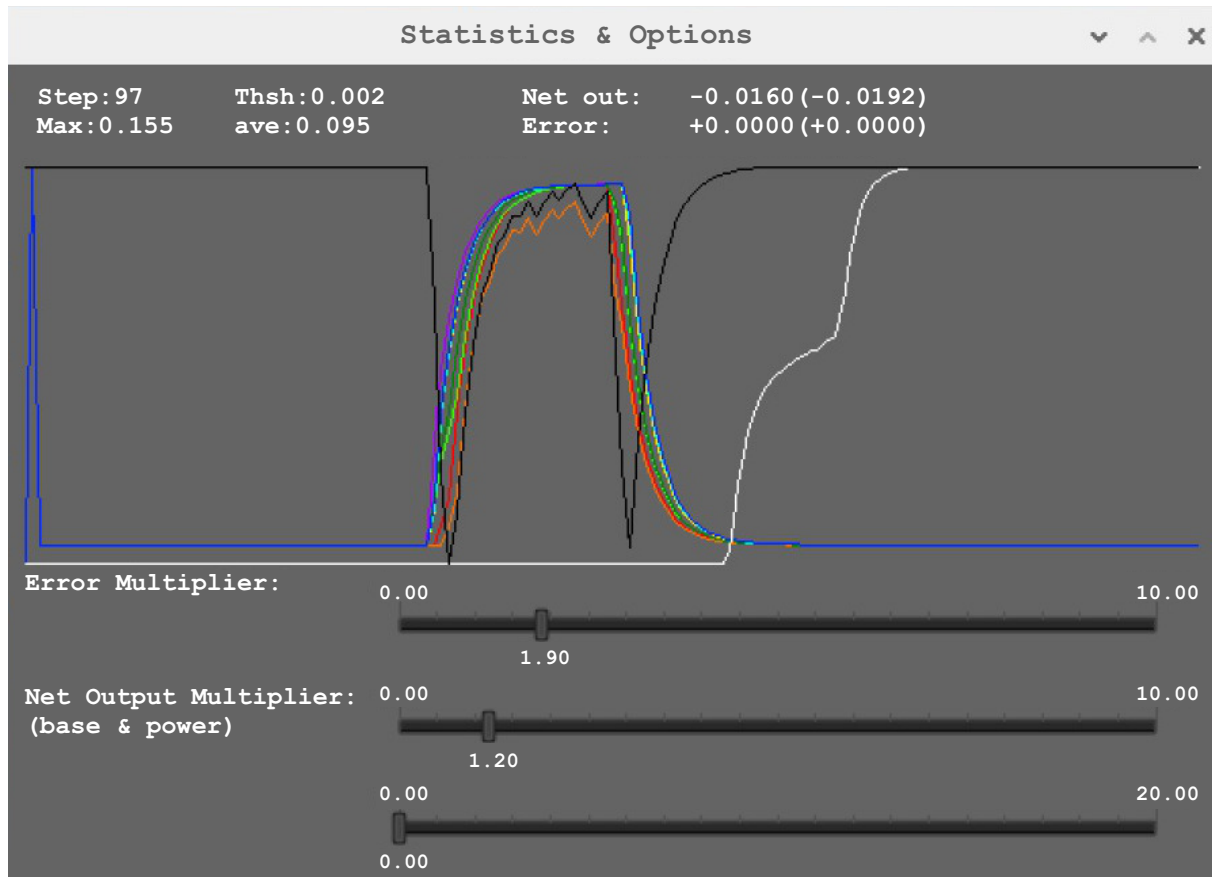 Statistics & Options
Step:97 Thsh:0.002 Net out: -0.0160(-0.0192)
Max:0.155 ave:0.095 Error: +0.0000(+0.0000)
Error Multiplier:
0.00 10.00
1.90
Net Output Multiplier: 0.00 10.00
(base & power)
1.20
0.00 20.00
0.00